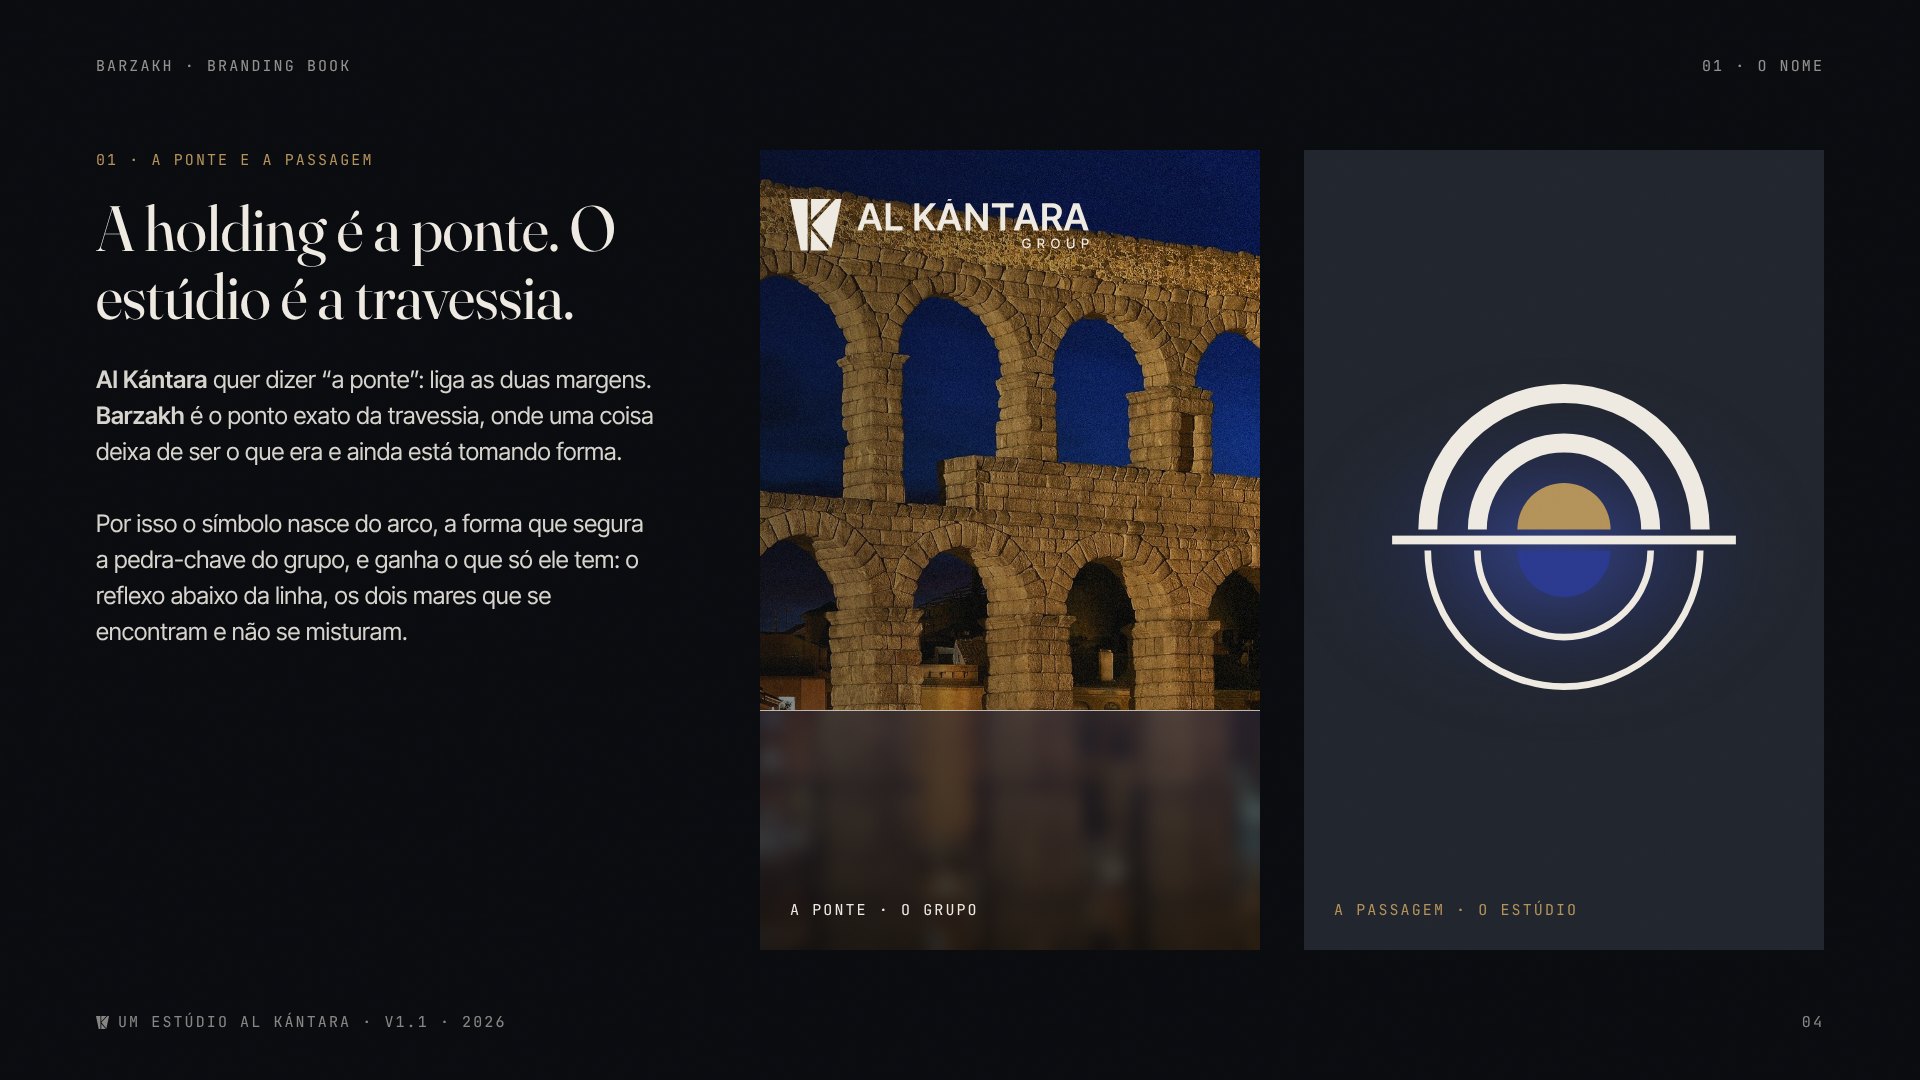 BARZAKH · BRANDING BOOK
01 · O NOME
01 · A PONTE E A PASSAGEM
A holding é a ponte. O
estúdio é a travessia.
Al Kántara quer dizer “a ponte”: liga as duas margens.
Barzakh é o ponto exato da travessia, onde uma coisa
deixa de ser o que era e ainda está tomando forma.
Por isso o símbolo nasce do arco, a forma que segura
a pedra-chave do grupo, e ganha o que só ele tem: o
reflexo abaixo da linha, os dois mares que se
encontram e não se misturam.
AL KÁNTARA
GROUP
A PONTE · O GRUPO
A PASSAGEM · O ESTÚDIO
UM ESTÚDIO AL KÁNTARA · V1.1 · 2026
04